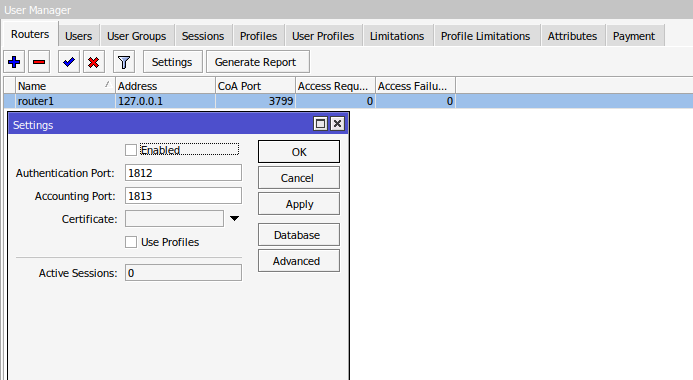 User Manager
Routers Users User Groups Sessions Profiles User Profiles Limitations Profile Limitations Attributes Payment
Settings Generate Report
Name / Address CoA Port Access Requ... Access Failu...
router1 127.0.0.1 3799 0 0
Settings
Enabled OK
Authentication Port: 1812 Cancel
Accounting Port: 1813 Apply
Certificate:
Use Profiles Database
Advanced
Active Sessions: 0